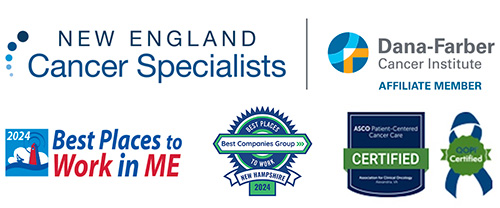 NEW ENGLAND
Cancer Specialists
Dana-Farber
Cancer Institute
AFFILIATE MEMBER
2024
Best Places to
Work in ME
BEST PLACES
Best Companies Group
TO WORK
NEW HAMPSHIRE
2024
ASCO Patient-Centered
Cancer Care
CERTIFIED
Association for Clinical Oncology
Alexandria, VA
QOPI
Certified